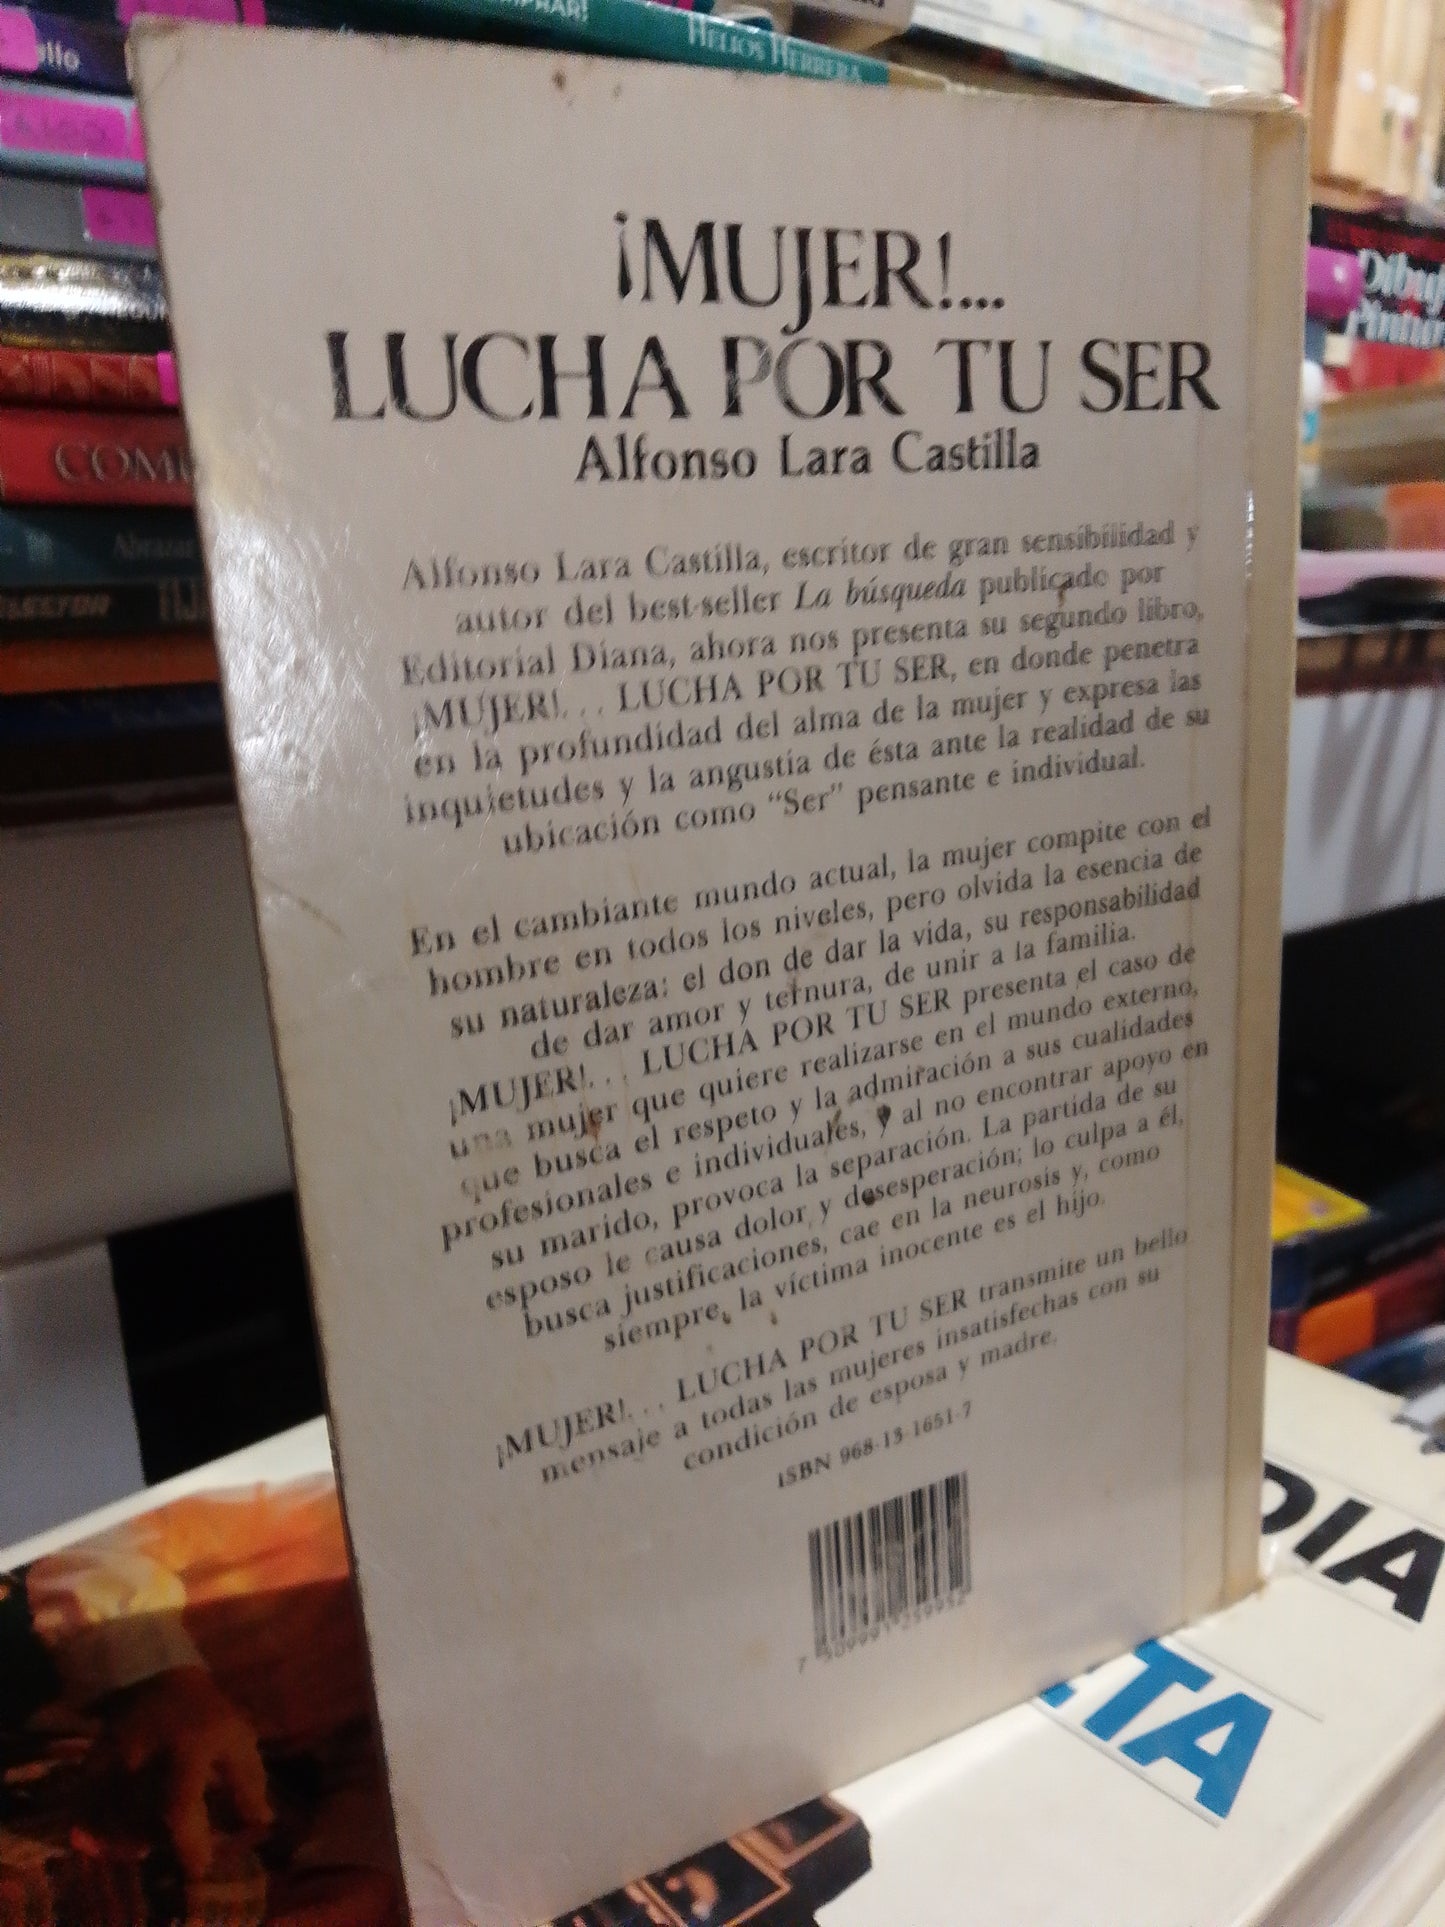 HELIOS HERRERA
¡MUJER!....
LUCHA POR TU SER
Alfonso Lara Castilla
Alfonso Lara Castilla, escritor de gran sensibilidad y
autor del best-seller La búsqueda publicado por
Editorial Diana, ahora nos presenta su segundo libro,
¡MUJER!... LUCHA POR TU SER, en donde penetra
en la profundidad del alma de la mujer y expresa las
inquietudes y la angustia de ésta ante la realidad de su
ubicación como “Ser” pensante e individual.
En el cambiante mundo actual, la mujer compite con el
hombre en todos los niveles, pero olvida la esencia de
su naturaleza: el don de dar la vida, su responsabilidad
de dar amor y ternura, de unir a la familia.
¡MUJER!... LUCHA POR TU SER presenta el caso de
una mujer que quiere realizarse en el mundo externo,
que busca el respeto y la admiración a sus cualidades
profesionales e individuales, y al no encontrar apoyo en
su marido, provoca la separación. La partida de su
esposo le causa dolor y desesperación; lo culpa a él,
busca justificaciones, cae en la neurosis y, como
siempre, la víctima inocente es el hijo.
¡MUJER!... LUCHA POR TU SER transmite un bello
mensaje a todas las mujeres insatisfechas con su
condición de esposa y madre.
ISBN 968-13-1651-7
DIA
TA